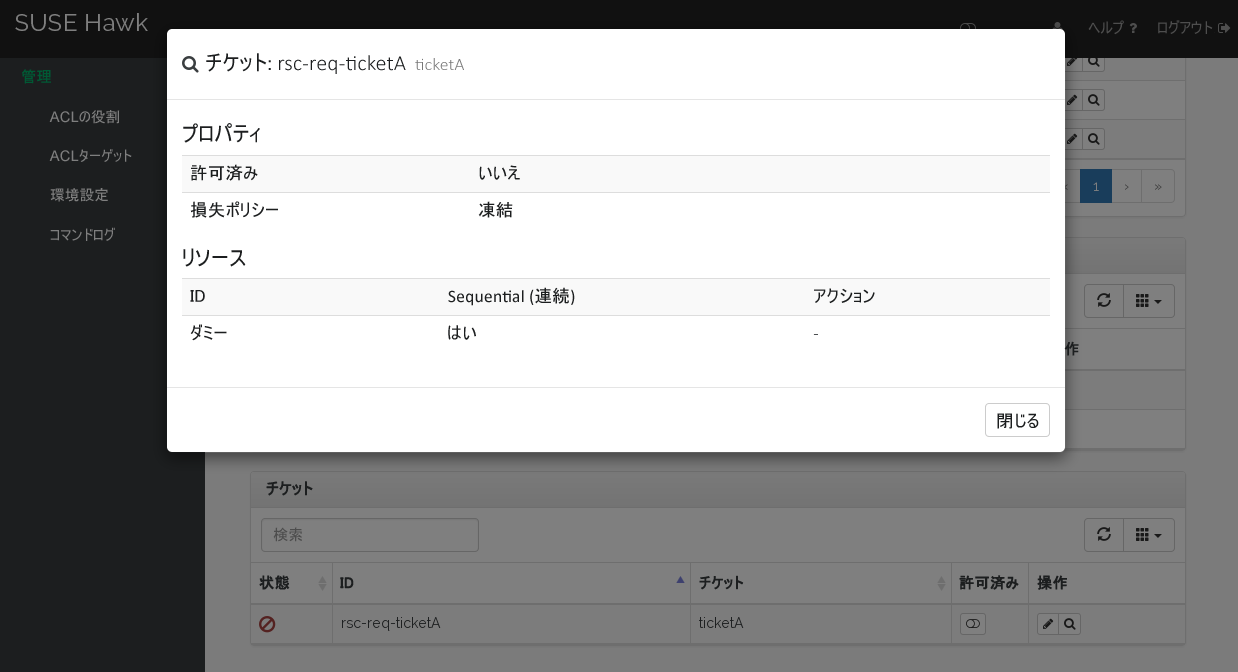 SUSE Hawk
ヘルプ ?
ログアウト
管理
ACLの役割
ACLターゲット
環境設定
コマンドログ
チケット: rsc-req-ticketA ticketA
プロパティ
許可済み いいえ
損失ポリシー 凍結
リソース
ID Sequential (連続) アクション
ダミー はい -
閉じる
1 › »
作
チケット
検索
状態 ID チケット 許可済み 操作
rsc-req-ticketA ticketA